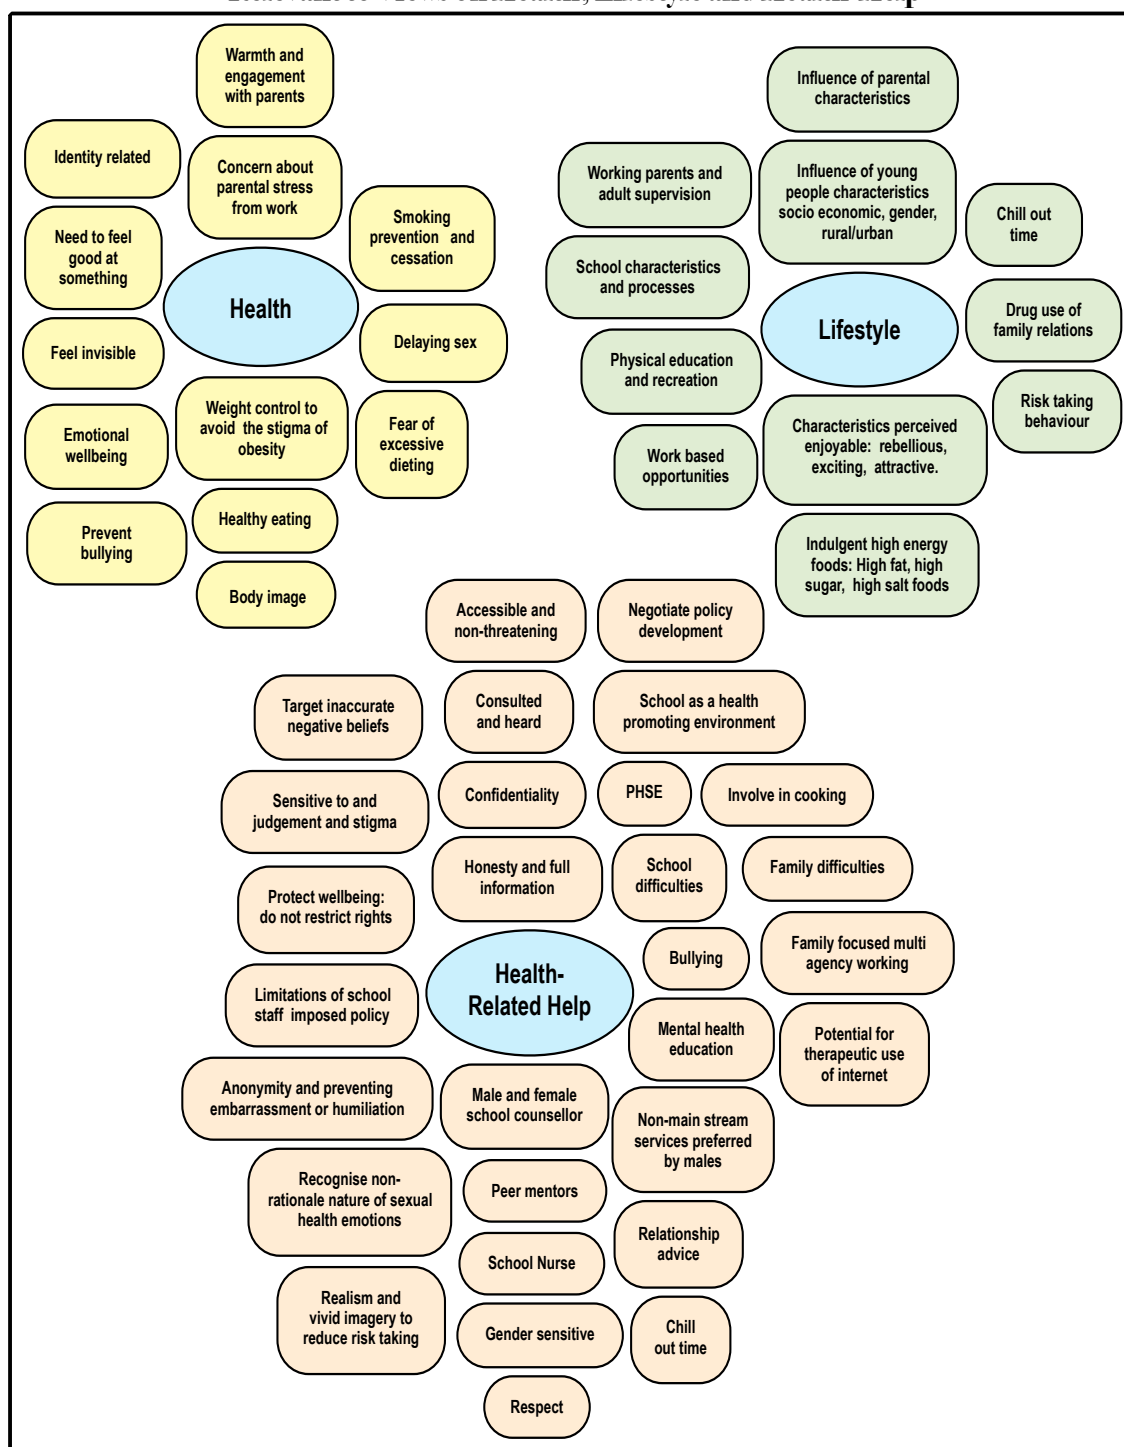 Warmth and
engagement
with parents
Identity related
Concern about
parental stress
from work
Smoking
prevention and
cessation
Need to feel
good at
something
Health
Delaying sex
Feel invisible
Weight control to
avoid the stigma of
obesity
Fear of
excessive
dieting
Emotional
wellbeing
Healthy eating
Prevent
bullying
Body image
Influence of parental
characteristics
Working parents and
adult supervision
Influence of young
people characteristics
socio economic, gender,
rural/urban
Chill out
time
School characteristics
and processes
Lifestyle
Drug use of
family relations
Physical education
and recreation
Risk taking
behaviour
Characteristics perceived
enjoyable: rebellious,
exciting, attractive.
Work based
opportunities
Indulgent high energy
foods: High fat, high
sugar, high salt foods
Accessible and
non-threatening
Negotiate policy
development
Target inaccurate
negative beliefs
Consulted
and heard
School as a health
promoting environment
Sensitive to and
judgement and stigma
Confidentiality
PHSE
Involve in cooking
Honesty and full
information
School
difficulties
Family difficulties
Protect wellbeing:
do not restrict rights
Health-
Related Help
Bullying
Family focused multi
agency working
Limitations of school
staff imposed policy
Mental health
education
Potential for
therapeutic use
of internet
Anonymity and preventing
embarrassment or humiliation
Male and female
school counsellor
Non-main stream
services preferred
by males
Recognise non-
rationale nature of sexual
health emotions
Peer mentors
Relationship
advice
School Nurse
Realism and
vivid imagery to
reduce risk taking
Gender sensitive
Chill
out time
Respect